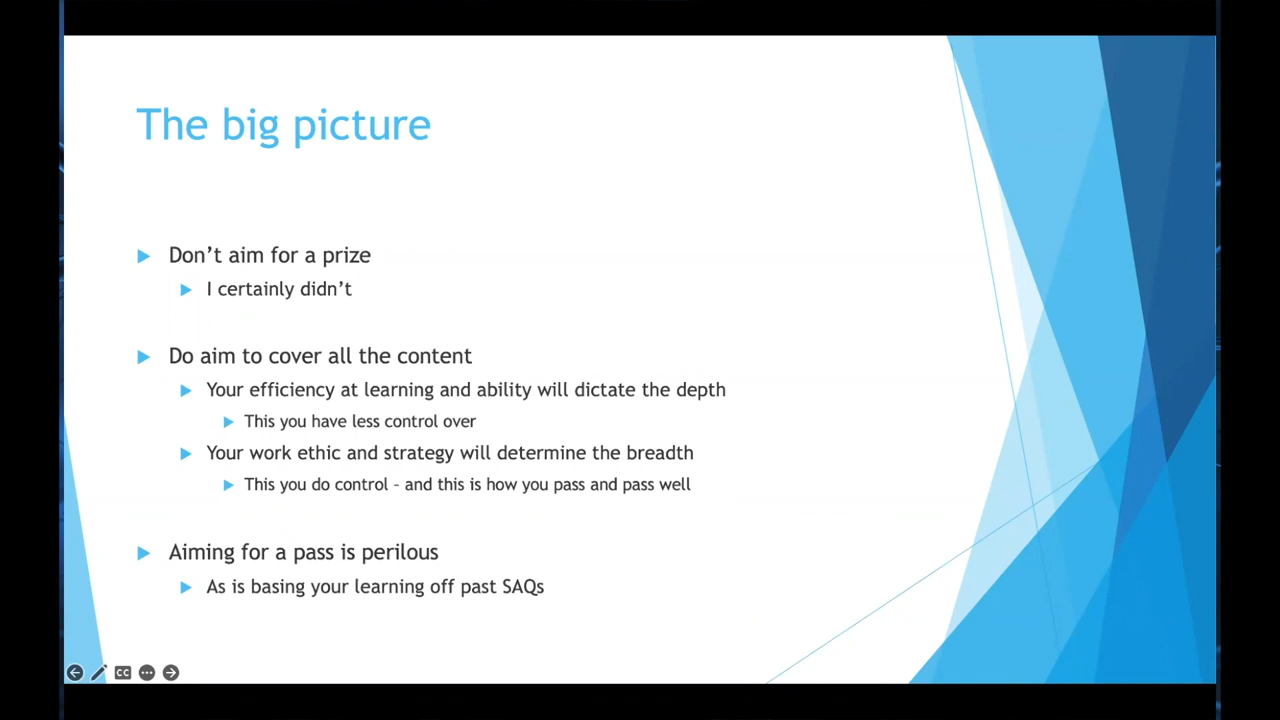 The big picture
Don’t aim for a prize
I certainly didn’t
Do aim to cover all the content
Your efficiency at learning and ability will dictate the depth
This you have less control over
Your work ethic and strategy will determine the breadth
This you do control – and this is how you pass and pass well
Aiming for a pass is perilous
As is basing your learning off past SAQs
CC